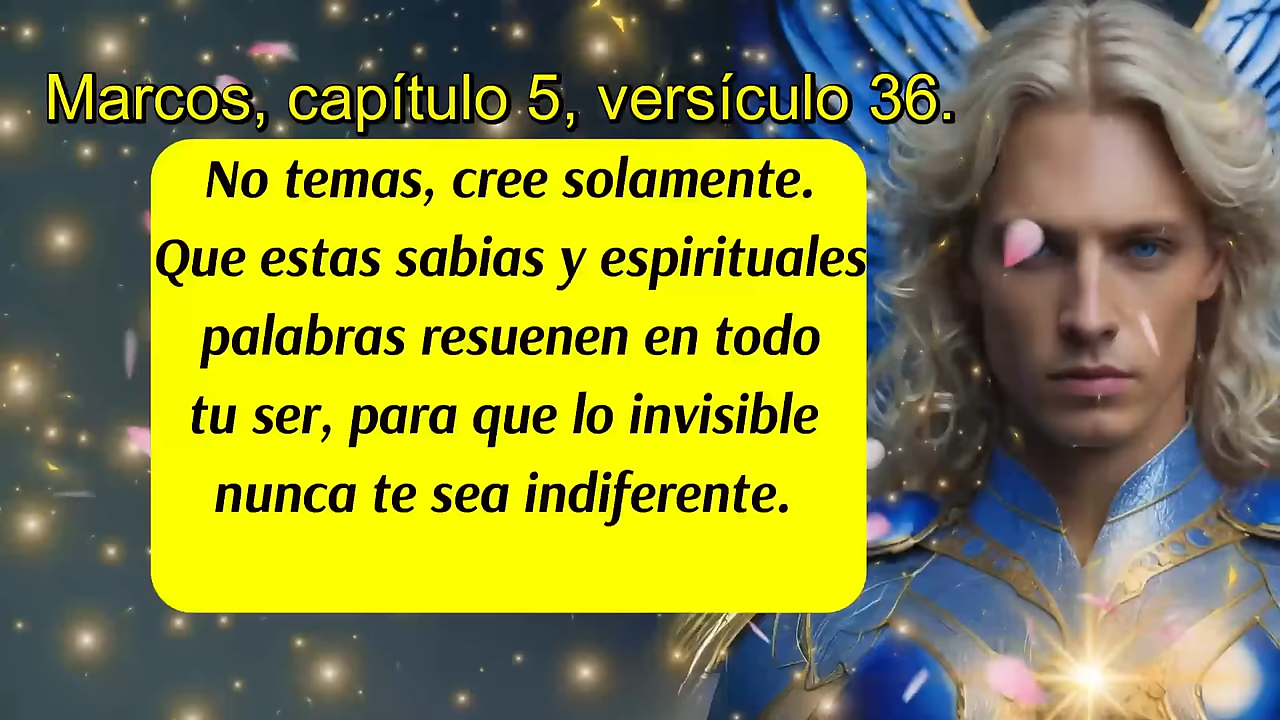 Marcos, capítulo 5, versículo 36.
No temas, cree solamente.
Que estas sabias y espirituales
palabras resuenen en todo
tu ser, para que lo invisible
nunca te sea indiferente.